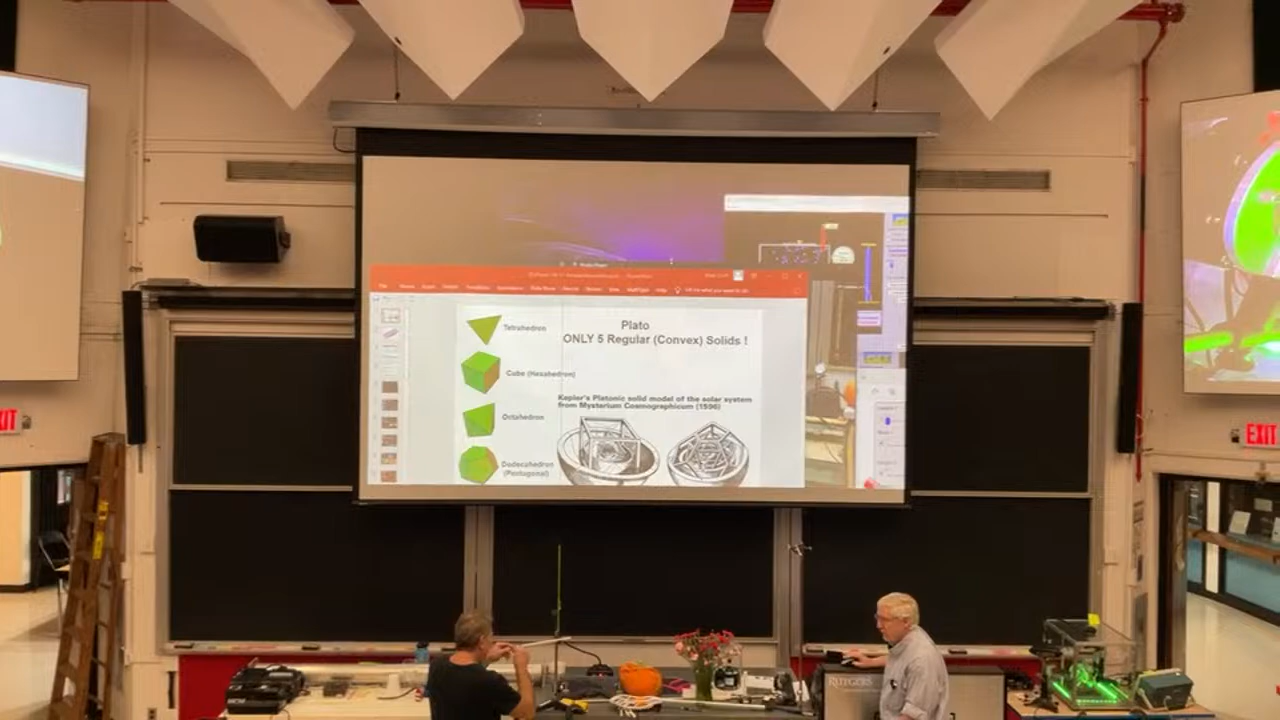 Tetrahedron
Plato
ONLY 5 Regular (Convex) Solids !
Cube (Hexahedron)
Kepler's Platonic solid model of the solar system
from Mysterium Cosmographicum (1596)
Octahedron
Dodecahedron
(Pentagonal)
EXIT
EXIT
RUTGERS